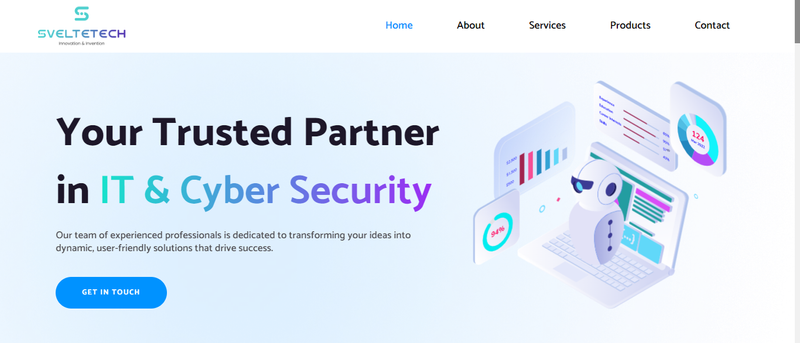 SVELTETECH
Innovation & Invention
Home
About
Services
Products
Contact
Your Trusted Partner
in IT & Cyber Security
Our team of experienced professionals is dedicated to transforming your ideas into
dynamic, user-friendly solutions that drive success.
GET IN TOUCH
124
94%